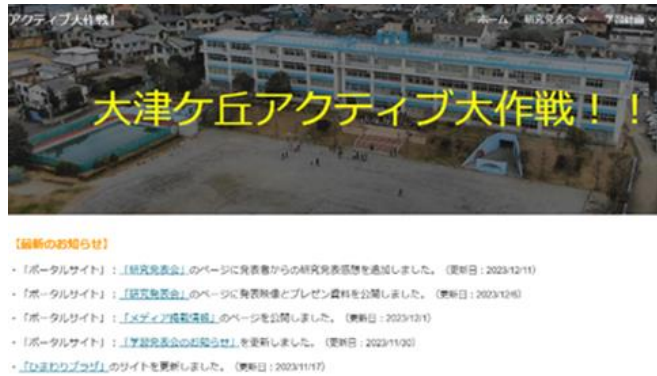 アクティブ大作戦！
ホーム 研究発表会 学習計画
大津ケ丘アクティブ大作戦！！
【最新のお知らせ】
・「ポータルサイト」：「研究発表会」のページに発表者からの研究発表感想を追加しました。（更新日：2023/12/11）
・「ポータルサイト」：「研究発表会」のページに発表映像とプレゼン資料を公開しました。（更新日：2023/12/6）
・「ポータルサイト」：「メディア掲載情報」のページを公開しました。（更新日：2023/12/1）
・「ポータルサイト」：「学習発表会のお知らせ」を更新しました。（更新日：2023/11/30）
・「ひまわりプラザ」のサイトを更新しました。（更新日：2023/11/17）